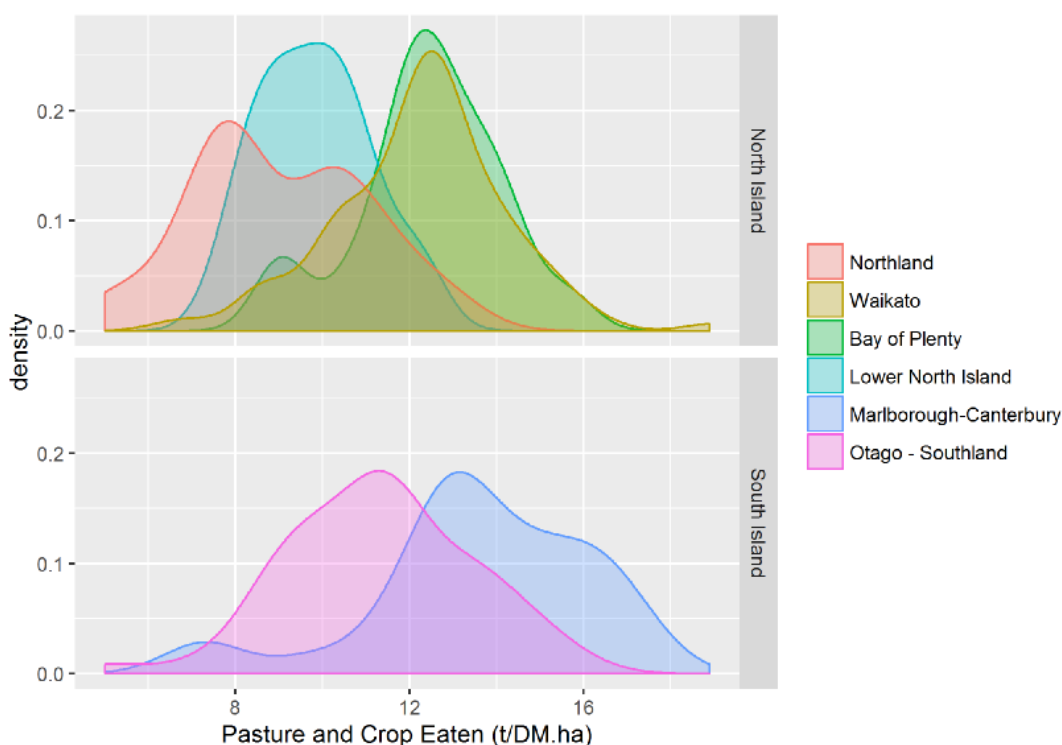 density
0.2
0.1
0.0
North Island
0.2
0.1
0.0
South Island
8
12
16
Pasture and Crop Eaten (t/DM.ha)
Northland
Waikato
Bay of Plenty
Lower North Island
Marlborough-Canterbury
Otago - Southland